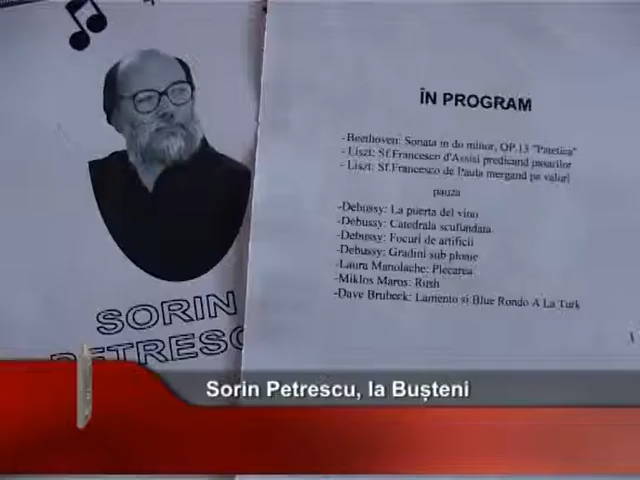 SORIN
PETRESC
ÎN PROGRAM
-Beethoven: Sonata in do minor, OP.13 "Patetica"
- Liszt: Sf.Francesco d'Assisi predicand pasarilor
- Liszt: Sf.Francesco de Paula mergand pe valuri
pauza
-Debussy: La puerta del vino
-Debussy: Catedrala scufundata
-Debussy: Focuri de artificii
-Debussy: Gradini sub ploaie
-Laura Manolache: Plecarea
-Miklos Maros: Rush
-Dave Brubeck: Lamento si Blue Rondo A La Turk
Sorin Petrescu, la Bușteni